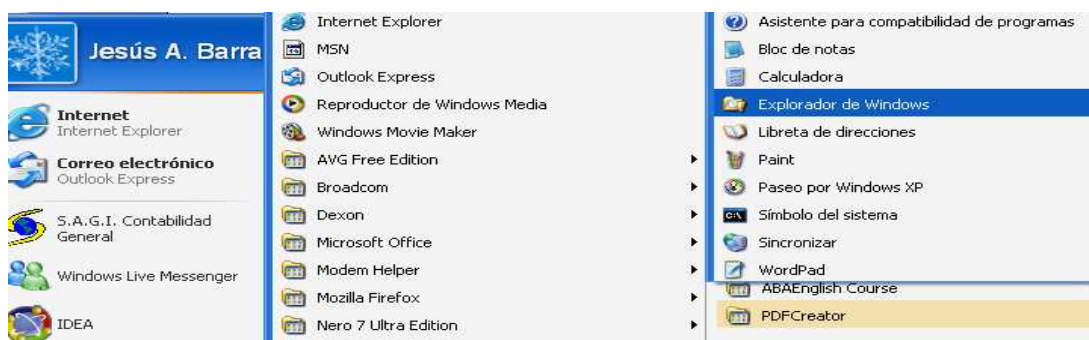 Jesús A. Barra
Internet
Internet Explorer
Correo electrónico
Outlook Express
S.A.G.I. Contabilidad
General
Windows Live Messenger
IDEA
Internet Explorer
MSN
Outlook Express
Reproductor de Windows Media
Windows Movie Maker
AVG Free Edition
Broadcom
Dexon
Microsoft Office
Modem Helper
Mozilla Firefox
Nero 7 Ultra Edition
Asistente para compatibilidad de programas
Bloc de notas
Calculadora
Explorador de Windows
Libreta de direcciones
Paint
Paseo por Windows XP
Símbolo del sistema
Sincronizar
WordPad
ABAEnglish Course
PDFCreator